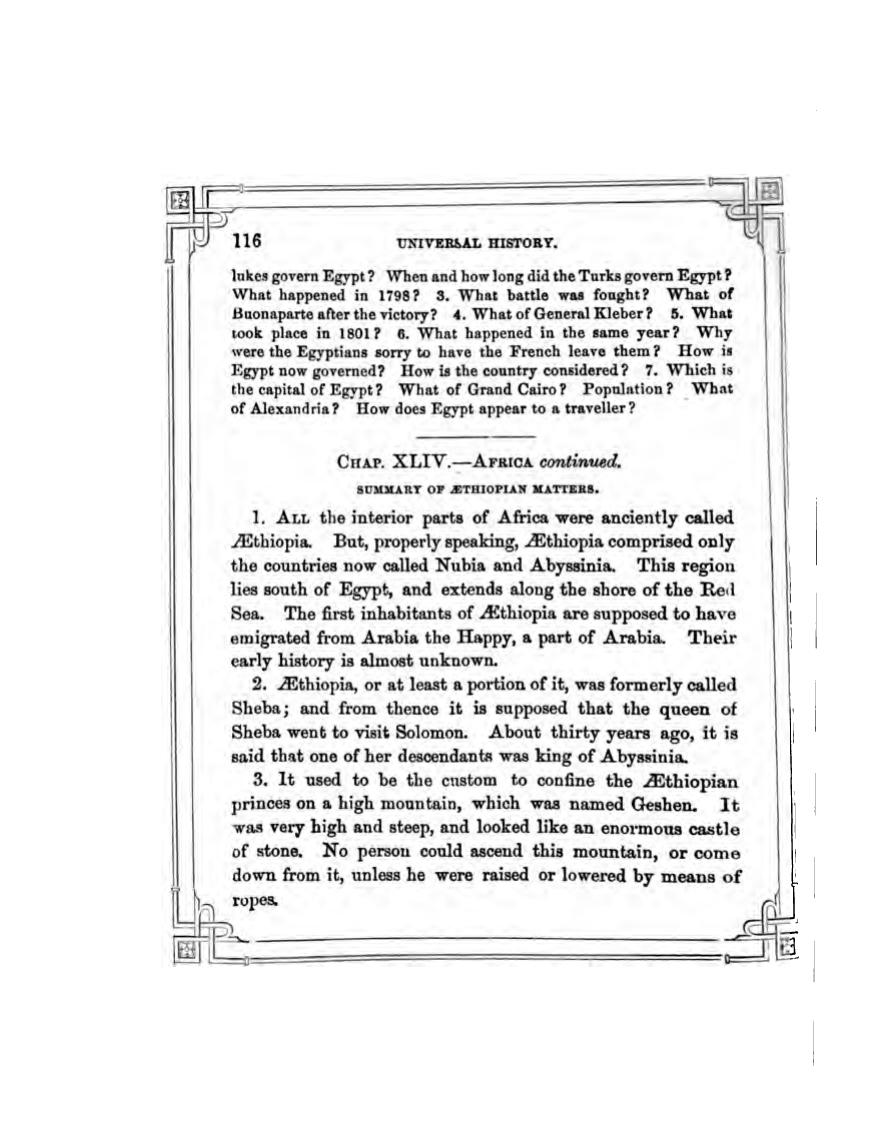 116 UNIVERSAL HISTORY.
lukes govern Egypt? When and how long did the Turks govern Egypt?
What happened in 1798? 3. What battle was fought? What of
Buonaparte after the victory? 4. What of General Kleber? 5. What
took place in 1801? 6. What happened in the same year? Why
were the Egyptians sorry to have the French leave them? How is
Egypt now governed? How is the country considered? 7. Which is
the capital of Egypt? What of Grand Cairo? Population? What
of Alexandria? How does Egypt appear to a traveller?
CHAP. XLIV.—AFRICA continued.
SUMMARY OF ÆTHIOPIAN MATTERS.
1. ALL the interior parts of Africa were anciently called
Æthiopia. But, properly speaking, Æthiopia comprised only
the countries now called Nubia and Abyssinia. This region
lies south of Egypt, and extends along the shore of the Red
Sea. The first inhabitants of Æthiopia are supposed to have
emigrated from Arabia the Happy, a part of Arabia. Their
early history is almost unknown.
2. Æthiopia, or at least a portion of it, was formerly called
Sheba; and from thence it is supposed that the queen of
Sheba went to visit Solomon. About thirty years ago, it is
said that one of her descendants was king of Abyssinia.
3. It used to be the custom to confine the Æthiopian
princes on a high mountain, which was named Geshen. It
was very high and steep, and looked like an enormous castle
of stone. No person could ascend this mountain, or come
down from it, unless he were raised or lowered by means of
ropes.